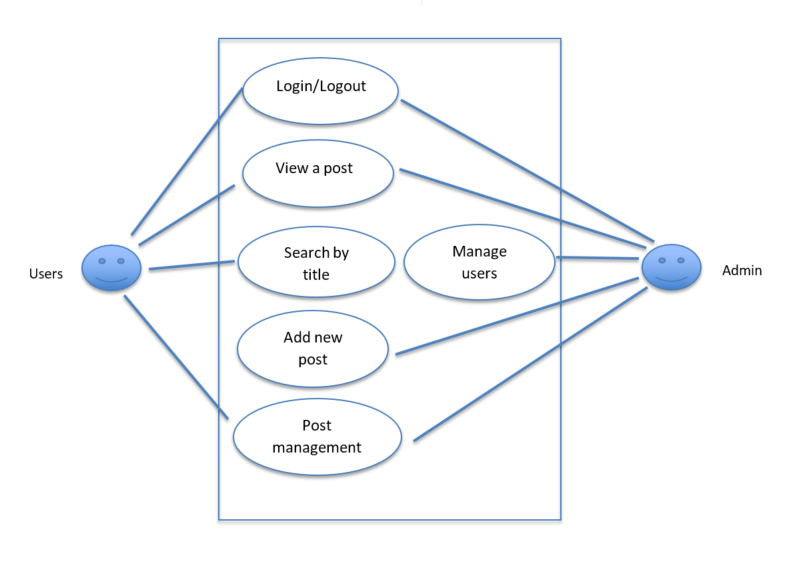 Login/Logout
View a post
Search by
title
Manage
users
Users
Admin
Add new
post
Post
management